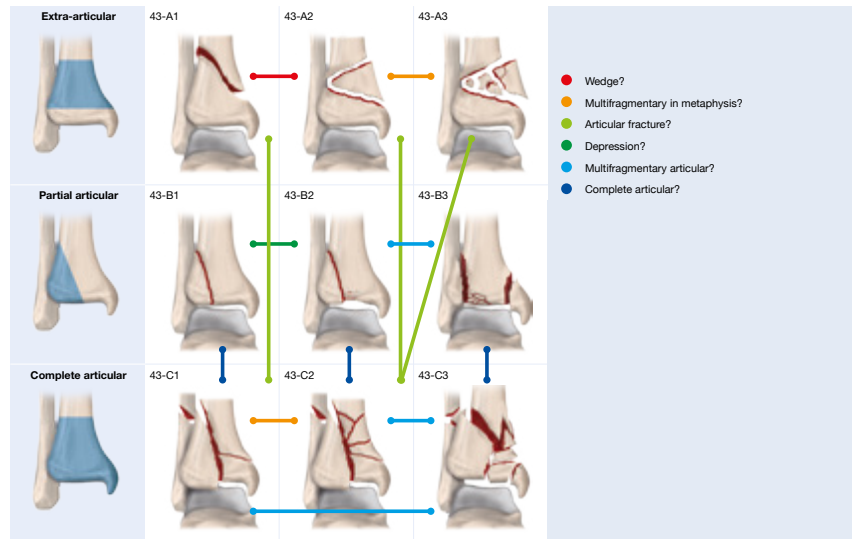 Extra-articular
43-A1
43-A2
43-A3
Wedge?
Multifragmentary in metaphysis?
Articular fracture?
Depression?
Multifragmentary articular?
Complete articular?
Partial articular
43-B1
43-B2
43-B3
Complete articular
43-C1
43-C2
43-C3